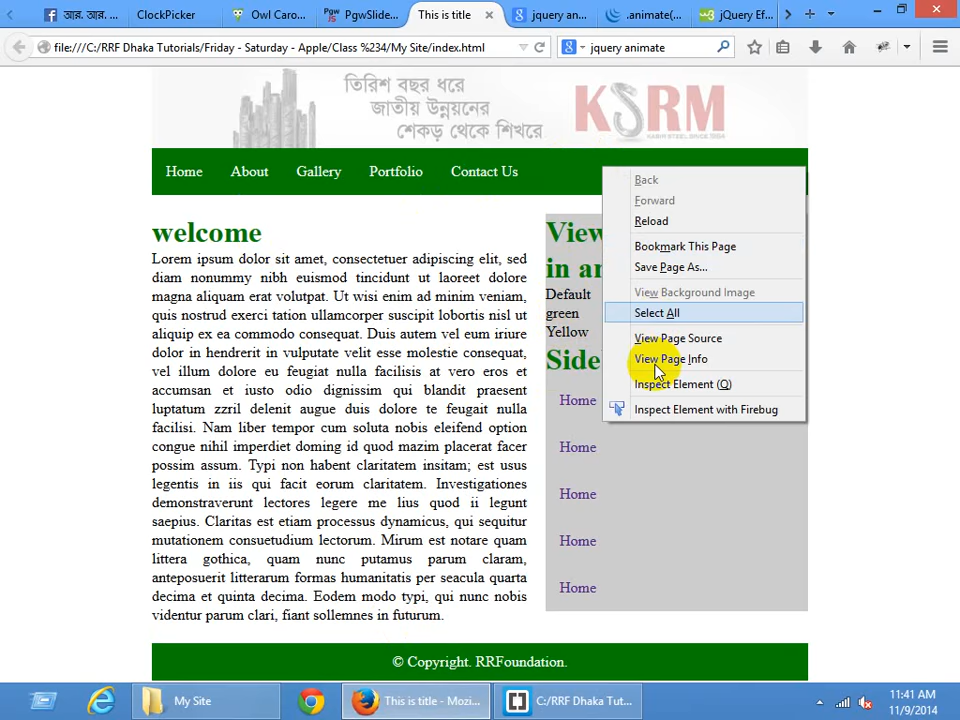 আর. আর. ...
ClockPicker
Owl Caro...
PgwSlide...
This is title
jquery an...
.animate(...
jQuery Ef...
file:///C:/RRF Dhaka Tutorials/Friday - Saturday - Apple/Class %234/My Site/index.html
jquery animate
তিরিশ বছর ধরে
জাতীয় উন্নয়নের
শেকড় থেকে শিখরে
KSRM
KABIR STEEL.SINCE.1984
Home
About
Gallery
Portfolio
Contact Us
welcome
Lorem ipsum dolor sit amet, consectetuer adipiscing elit, sed
diam nonummy nibh euismod tincidunt ut laoreet dolore
magna aliquam erat volutpat. Ut wisi enim ad minim veniam,
quis nostrud exerci tation ullamcorper suscipit lobortis nisl ut
aliquip ex ea commodo consequat. Duis autem vel eum iriure
dolor in hendrerit in vulputate velit esse molestie consequat,
vel illum dolore eu feugiat nulla facilisis at vero eros et
accumsan et iusto odio dignissim qui blandit praesent
luptatum zzril delenit augue duis dolore te feugait nulla
facilisi. Nam liber tempor cum soluta nobis eleifend option
congue nihil imperdiet doming id quod mazim placerat facer
possim assum. Typi non habent claritatem insitam; est usus
legentis in iis qui facit eorum claritatem. Investigationes
demonstraverunt lectores legere me lius quod ii legunt
saepius. Claritas est etiam processus dynamicus, qui sequitur
mutationem consuetudium lectorum. Mirum est notare quam
littera gothica, quam nunc putamus parum claram,
anteposuerit litterarum formas humanitatis per seacula quarta
decima et quinta decima. Eodem modo typi, qui nunc nobis
videntur parum clari, fiant sollemnes in futurum.
View
in an
Default
green
Yellow
Side
Home
Home
Home
Home
Home
Back
Forward
Reload
Bookmark This Page
Save Page As...
View Background Image
Select All
View Page Source
View Page Info
Inspect Element (Q)
Inspect Element with Firebug
© Copyright. RRFoundation.
My Site
This is title - Mozi...
C:/RRF Dhaka Tut...
11:41 AM
11/9/2014